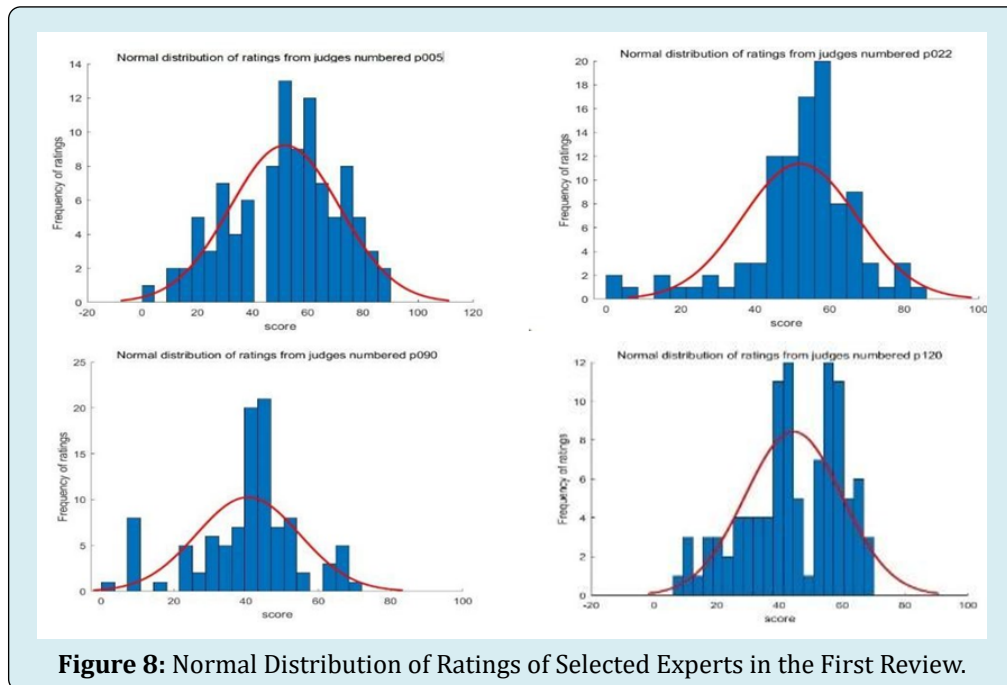 Normal distribution of ratings from judges numbered p005
14
12
10
8
6
4
2
0
Frequency of ratings
-20 0 20 40 60 80 100 120
score
Normal distribution of ratings from judges numbered p022
20
18
16
14
12
10
8
6
4
2
0
Frequency of ratings
0 20 40 60 80 100
score
Normal distribution of ratings from judges numbered p090
25
20
15
10
5
0
Frequency of ratings
0 20 40 60 80 100
score
Normal distribution of ratings from judges numbered p120
12
10
8
6
4
2
0
Frequency of ratings
-20 0 20 40 60 80 100
score
Figure 8: Normal Distribution of Ratings of Selected Experts in the First Review.